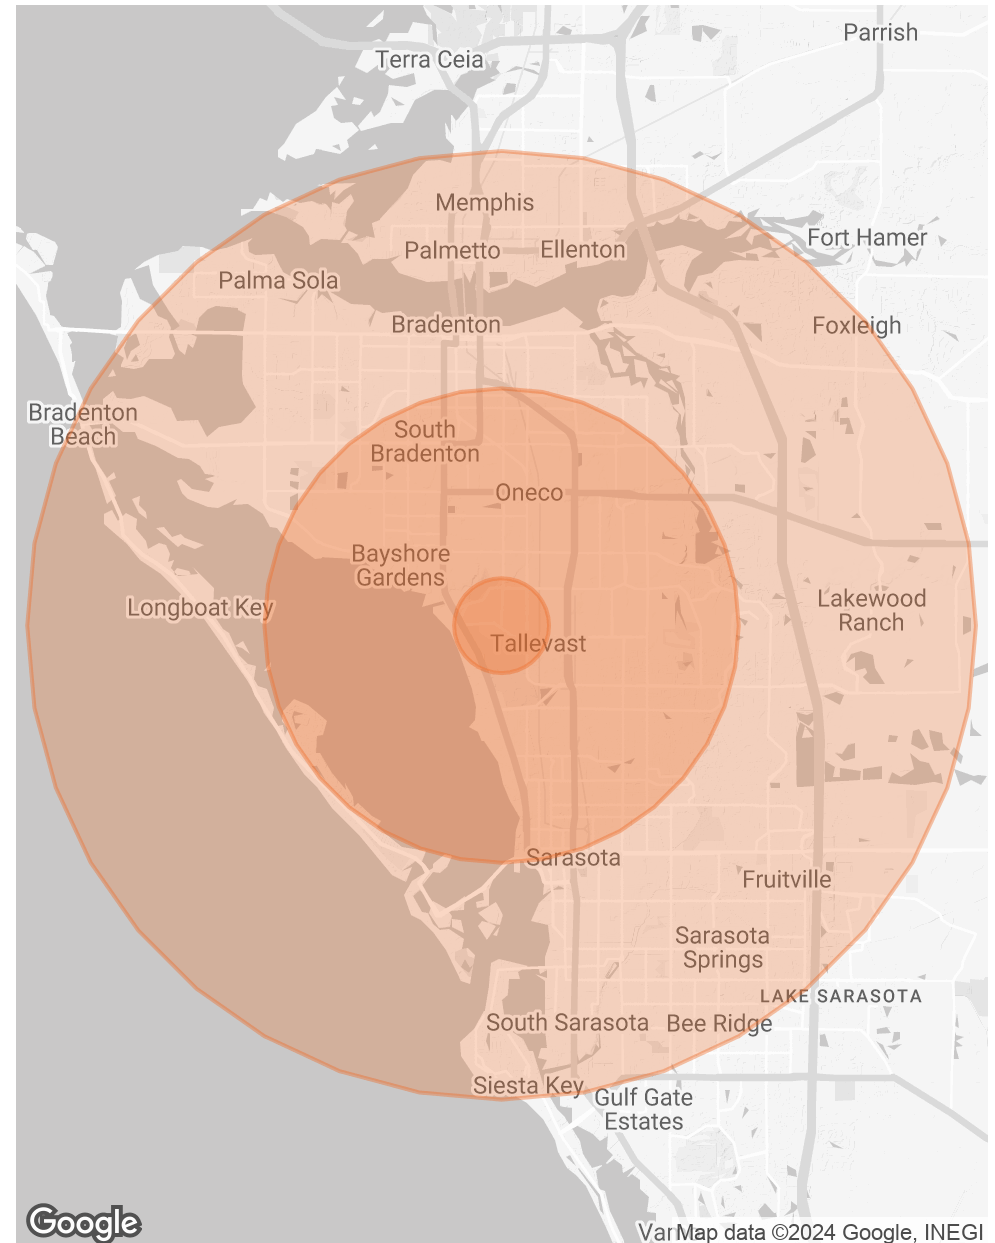 Parrish
Terra Ceia
Memphis
Fort Hamer
Palmetto
Ellenton
Palma Sola
Bradenton
Foxleigh
Bradenton
Beach
South
Bradenton
Oneco
Bayshore
Gardens
Longboat Key
Lakewood
Ranch
Tallevast
Sarasota
Fruitville
Sarasota
Springs
LAKE SARASOTA
South Sarasota
Bee Ridge
Siesta Key
Gulf Gate
Estates
Google
Map data ©2024 Google, INEGI